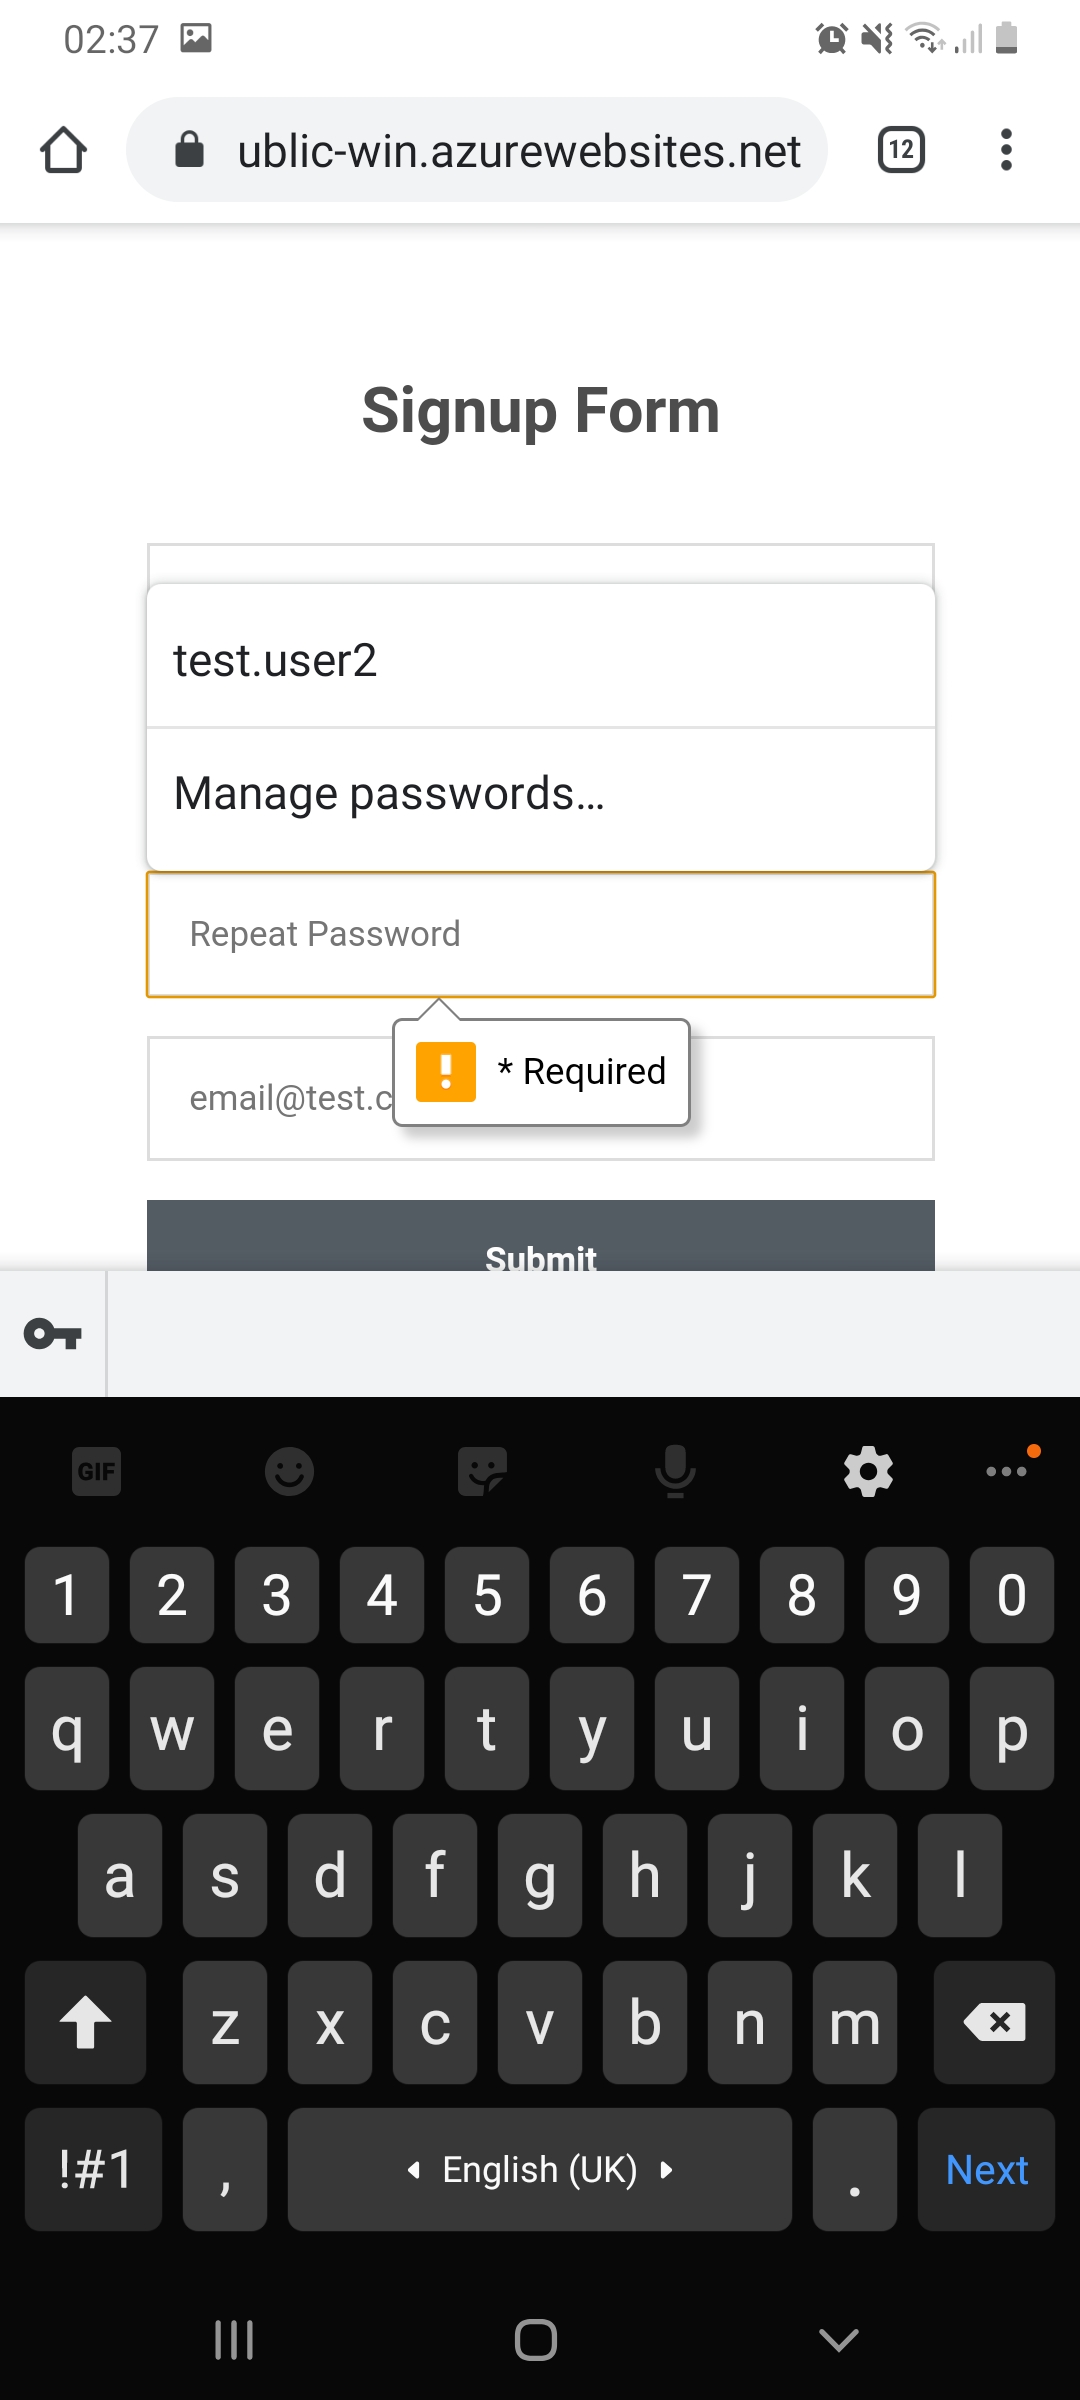 02:37
ublic-win.azurewebsites.net
12
Signup Form
test.user2
Manage passwords...
Repeat Password
* Required
email@test.c
Submit
GIF
1 2 3 4 5 6 7 8 9 0
q w e r t y u i o p
a s d f g h j k l
z x c v b n m
!#1 , English (UK) . Next